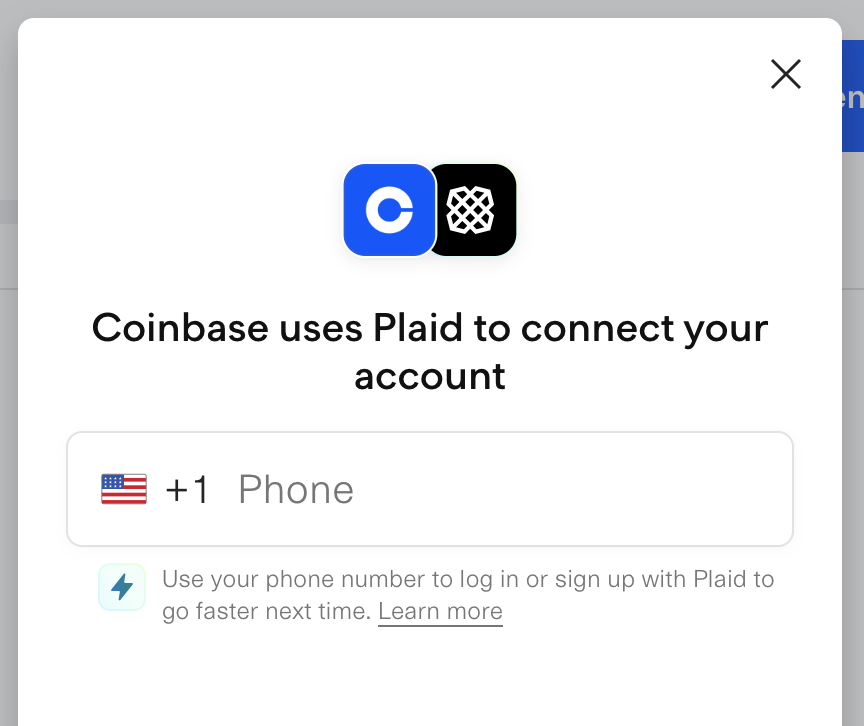 en
Coinbase uses Plaid to connect your
account
+1 Phone
Use your phone number to log in or sign up with Plaid to
go faster next time. Learn more